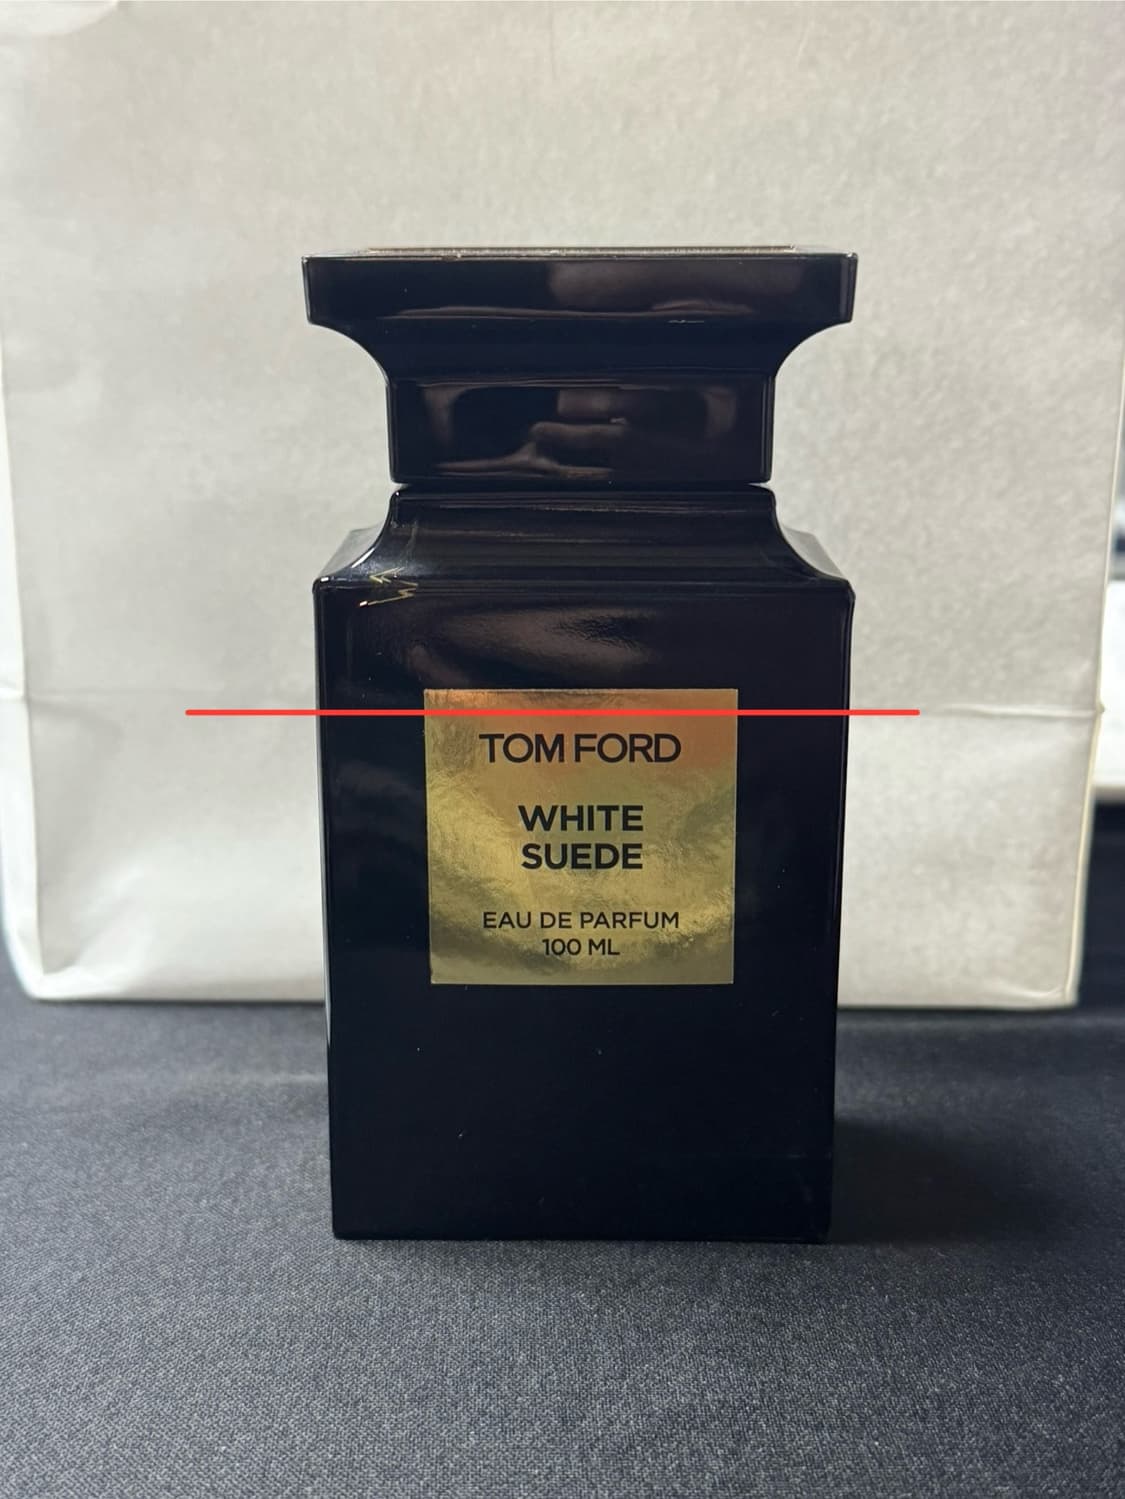 TOM FORD
WHITE
SUEDE
EAU DE PARFUM
100 ML